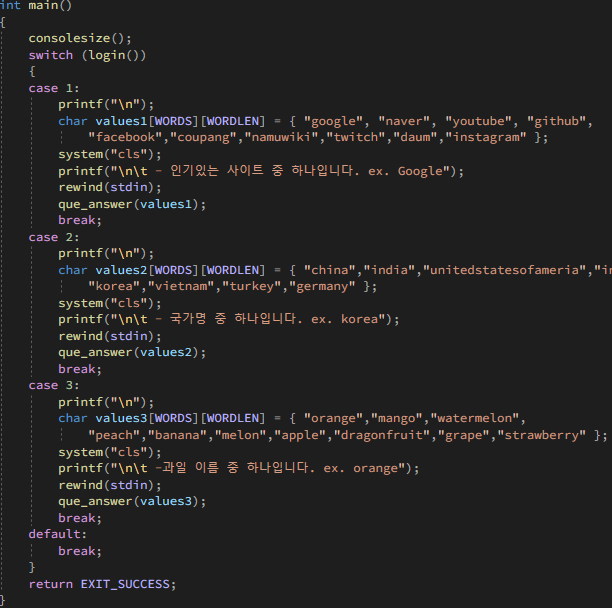 int main()
{
consolesize();
switch (login())
{
case 1:
printf("\n");
char values1[WORDS][WORDLEN] = { "google", "naver", "youtube", "github",
"facebook","coupang","namuwiki","twitch","daum","instagram" };
system("cls");
printf("\n\t - 인기있는 사이트 중 하나입니다. ex. Google");
rewind(stdin);
que_answer(values1);
break;
case 2:
printf("\n");
char values2[WORDS][WORDLEN] = { "china","india","unitedstatesofameria","in
"korea","vietnam","turkey","germany" };
system("cls");
printf("\n\t - 국가명 중 하나입니다. ex. korea");
rewind(stdin);
que_answer(values2);
break;
case 3:
printf("\n");
char values3[WORDS][WORDLEN] = { "orange","mango","watermelon",
"peach","banana","melon","apple","dragonfruit","grape","strawberry" };
system("cls");
printf("\n\t -과일 이름 중 하나입니다. ex. orange");
rewind(stdin);
que_answer(values3);
break;
default:
break;
}
return EXIT_SUCCESS;
}